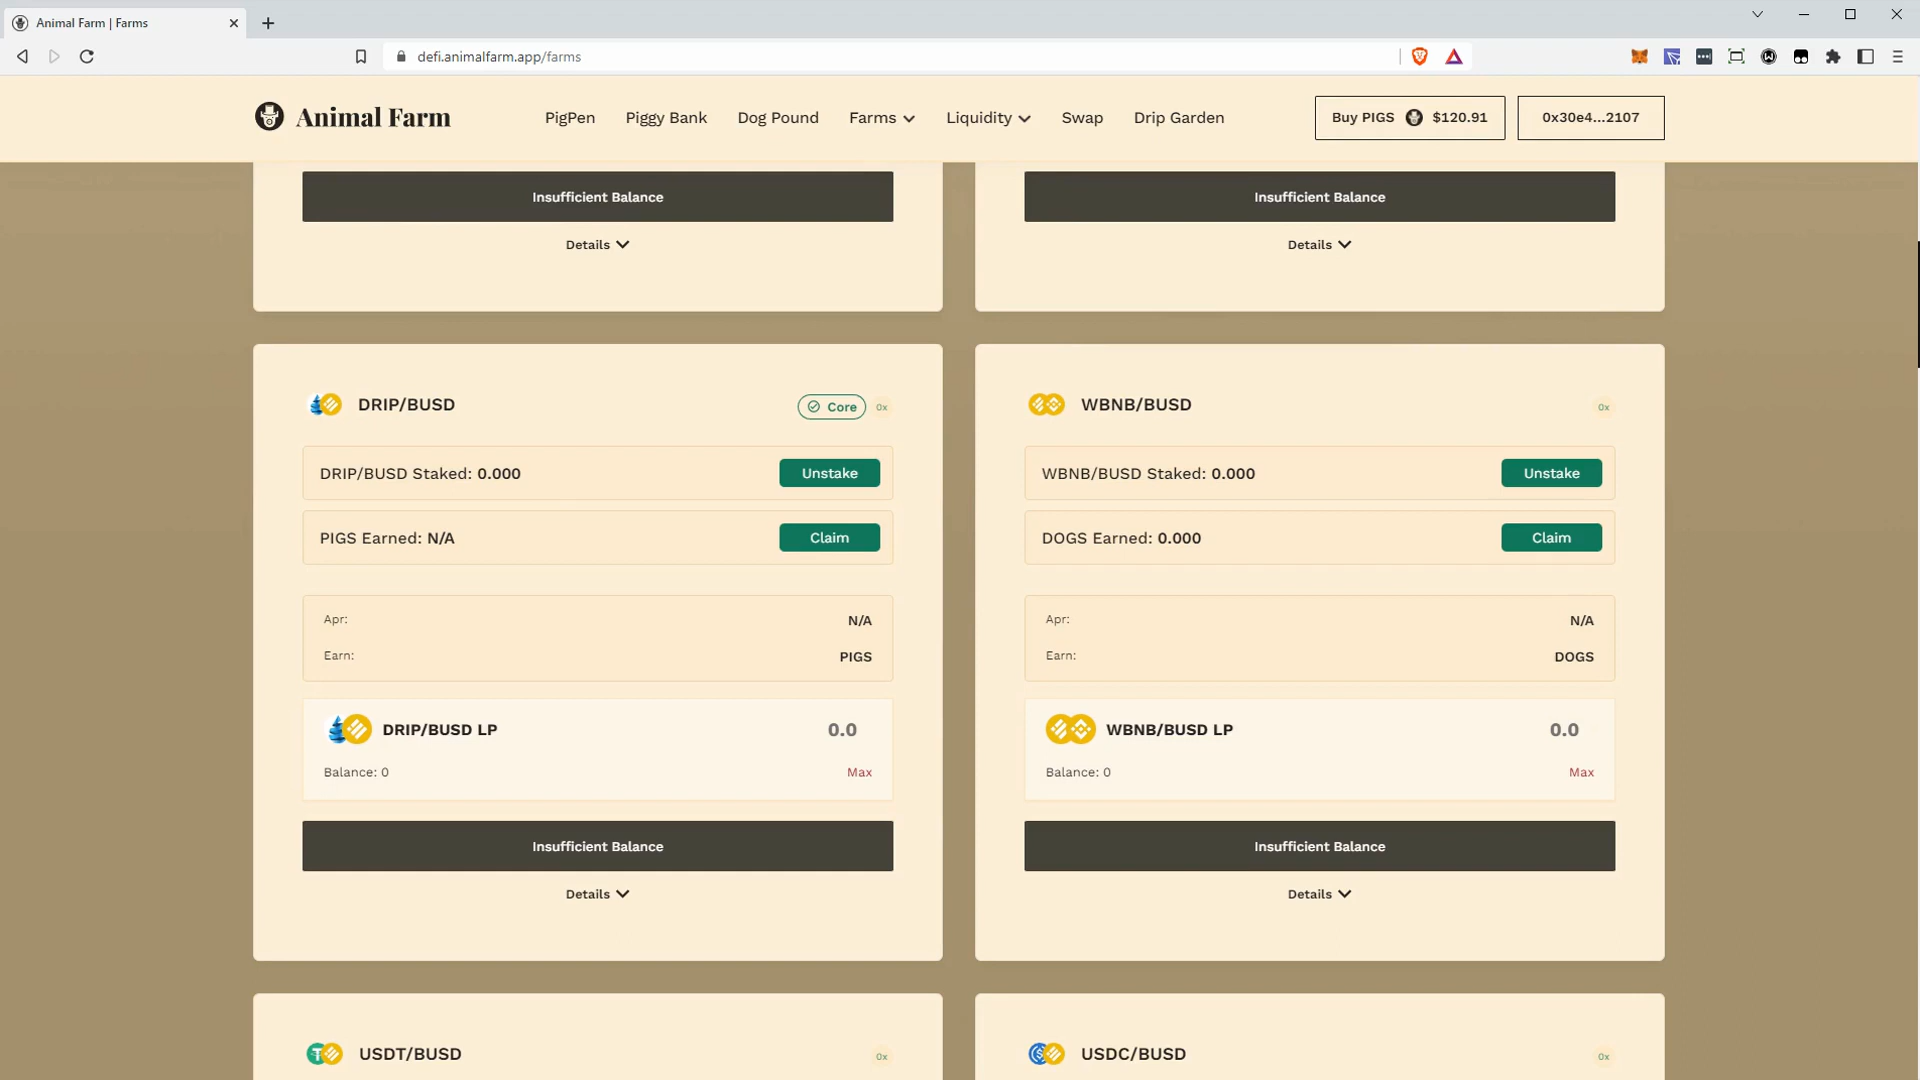 Animal Farm | Farms
defi.animalfarm.app/farms
Animal Farm
PigPen
Piggy Bank
Dog Pound
Farms
Liquidity
Swap
Drip Garden
Buy PIGS $120.91
0x30e4...2107
Insufficient Balance
Details
Insufficient Balance
Details
DRIP/BUSD
Core
0x
DRIP/BUSD Staked: 0.000
Unstake
PIGS Earned: N/A
Claim
Apr:
N/A
Earn:
PIGS
DRIP/BUSD LP
0.0
Balance: 0
Max
Insufficient Balance
Details
WBNB/BUSD
0x
WBNB/BUSD Staked: 0.000
Unstake
DOGS Earned: 0.000
Claim
Apr:
N/A
Earn:
DOGS
WBNB/BUSD LP
0.0
Balance: 0
Max
Insufficient Balance
Details
USDT/BUSD
0x
USDC/BUSD
0x